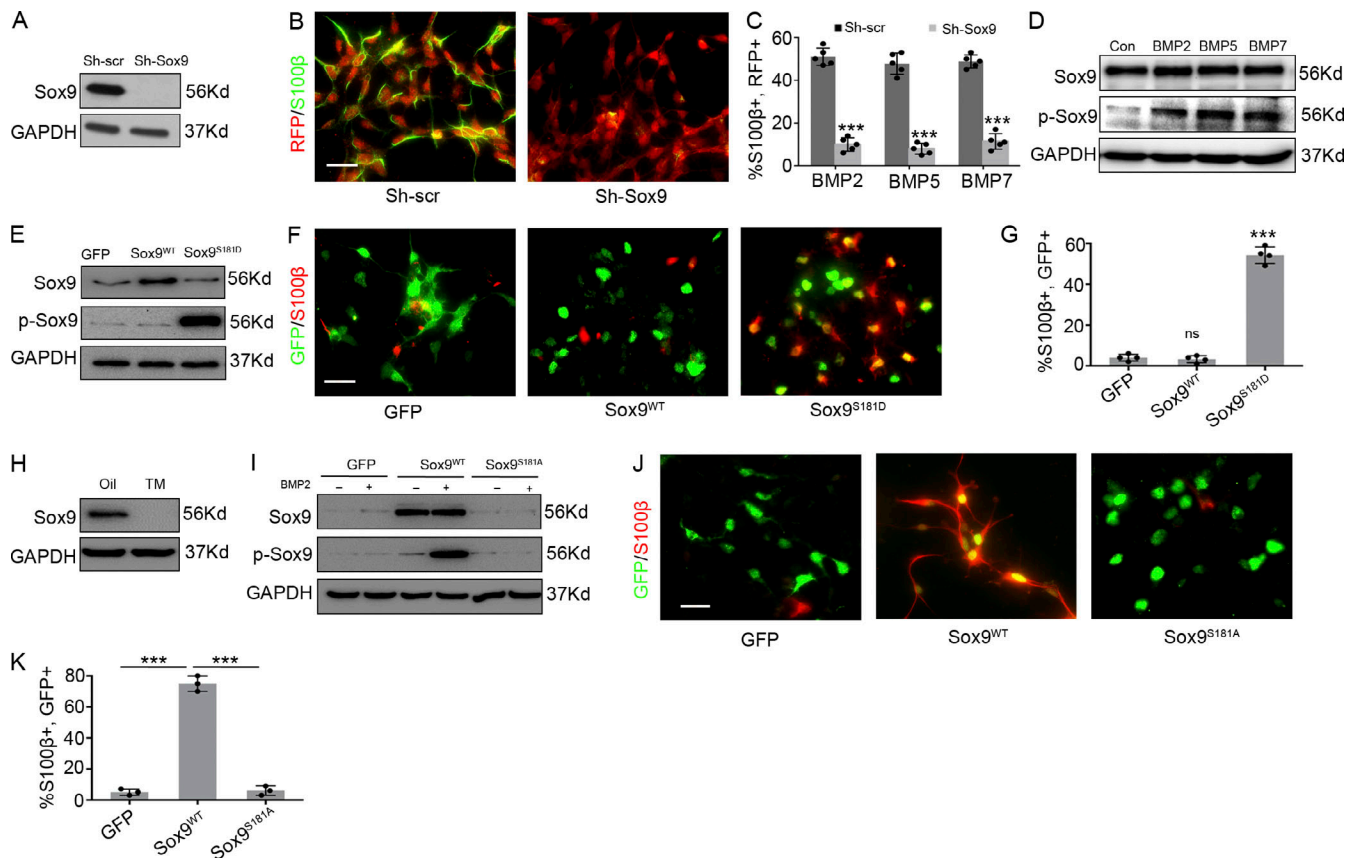 A
Sh-scr Sh-Sox9
Sox9 56Kd
GAPDH 37Kd
B
RFP/S100β
Sh-scr Sh-Sox9
C
Sh-scr Sh-Sox9
%S100β+, RFP+
60
40
20
0
*** *** ***
BMP2 BMP5 BMP7
D
Con BMP2 BMP5 BMP7
Sox9 56Kd
p-Sox9 56Kd
GAPDH 37Kd
E
GFP Sox9WT Sox9S181D
Sox9 56Kd
p-Sox9 56Kd
GAPDH 37Kd
F
GFP/S100β
GFP Sox9WT Sox9S181D
G
%S100β+, GFP+
60
40
20
0
ns ***
GFP Sox9WT Sox9S181D
H
Oil TM
Sox9 56Kd
GAPDH 37Kd
I
GFP Sox9WT Sox9S181A
BMP2 – + – + – +
Sox9 56Kd
p-Sox9 56Kd
GAPDH 37Kd
J
GFP/S100β
GFP Sox9WT Sox9S181A
K
%S100β+, GFP+
80
60
40
20
0
*** ***
GFP Sox9WT Sox9S181A